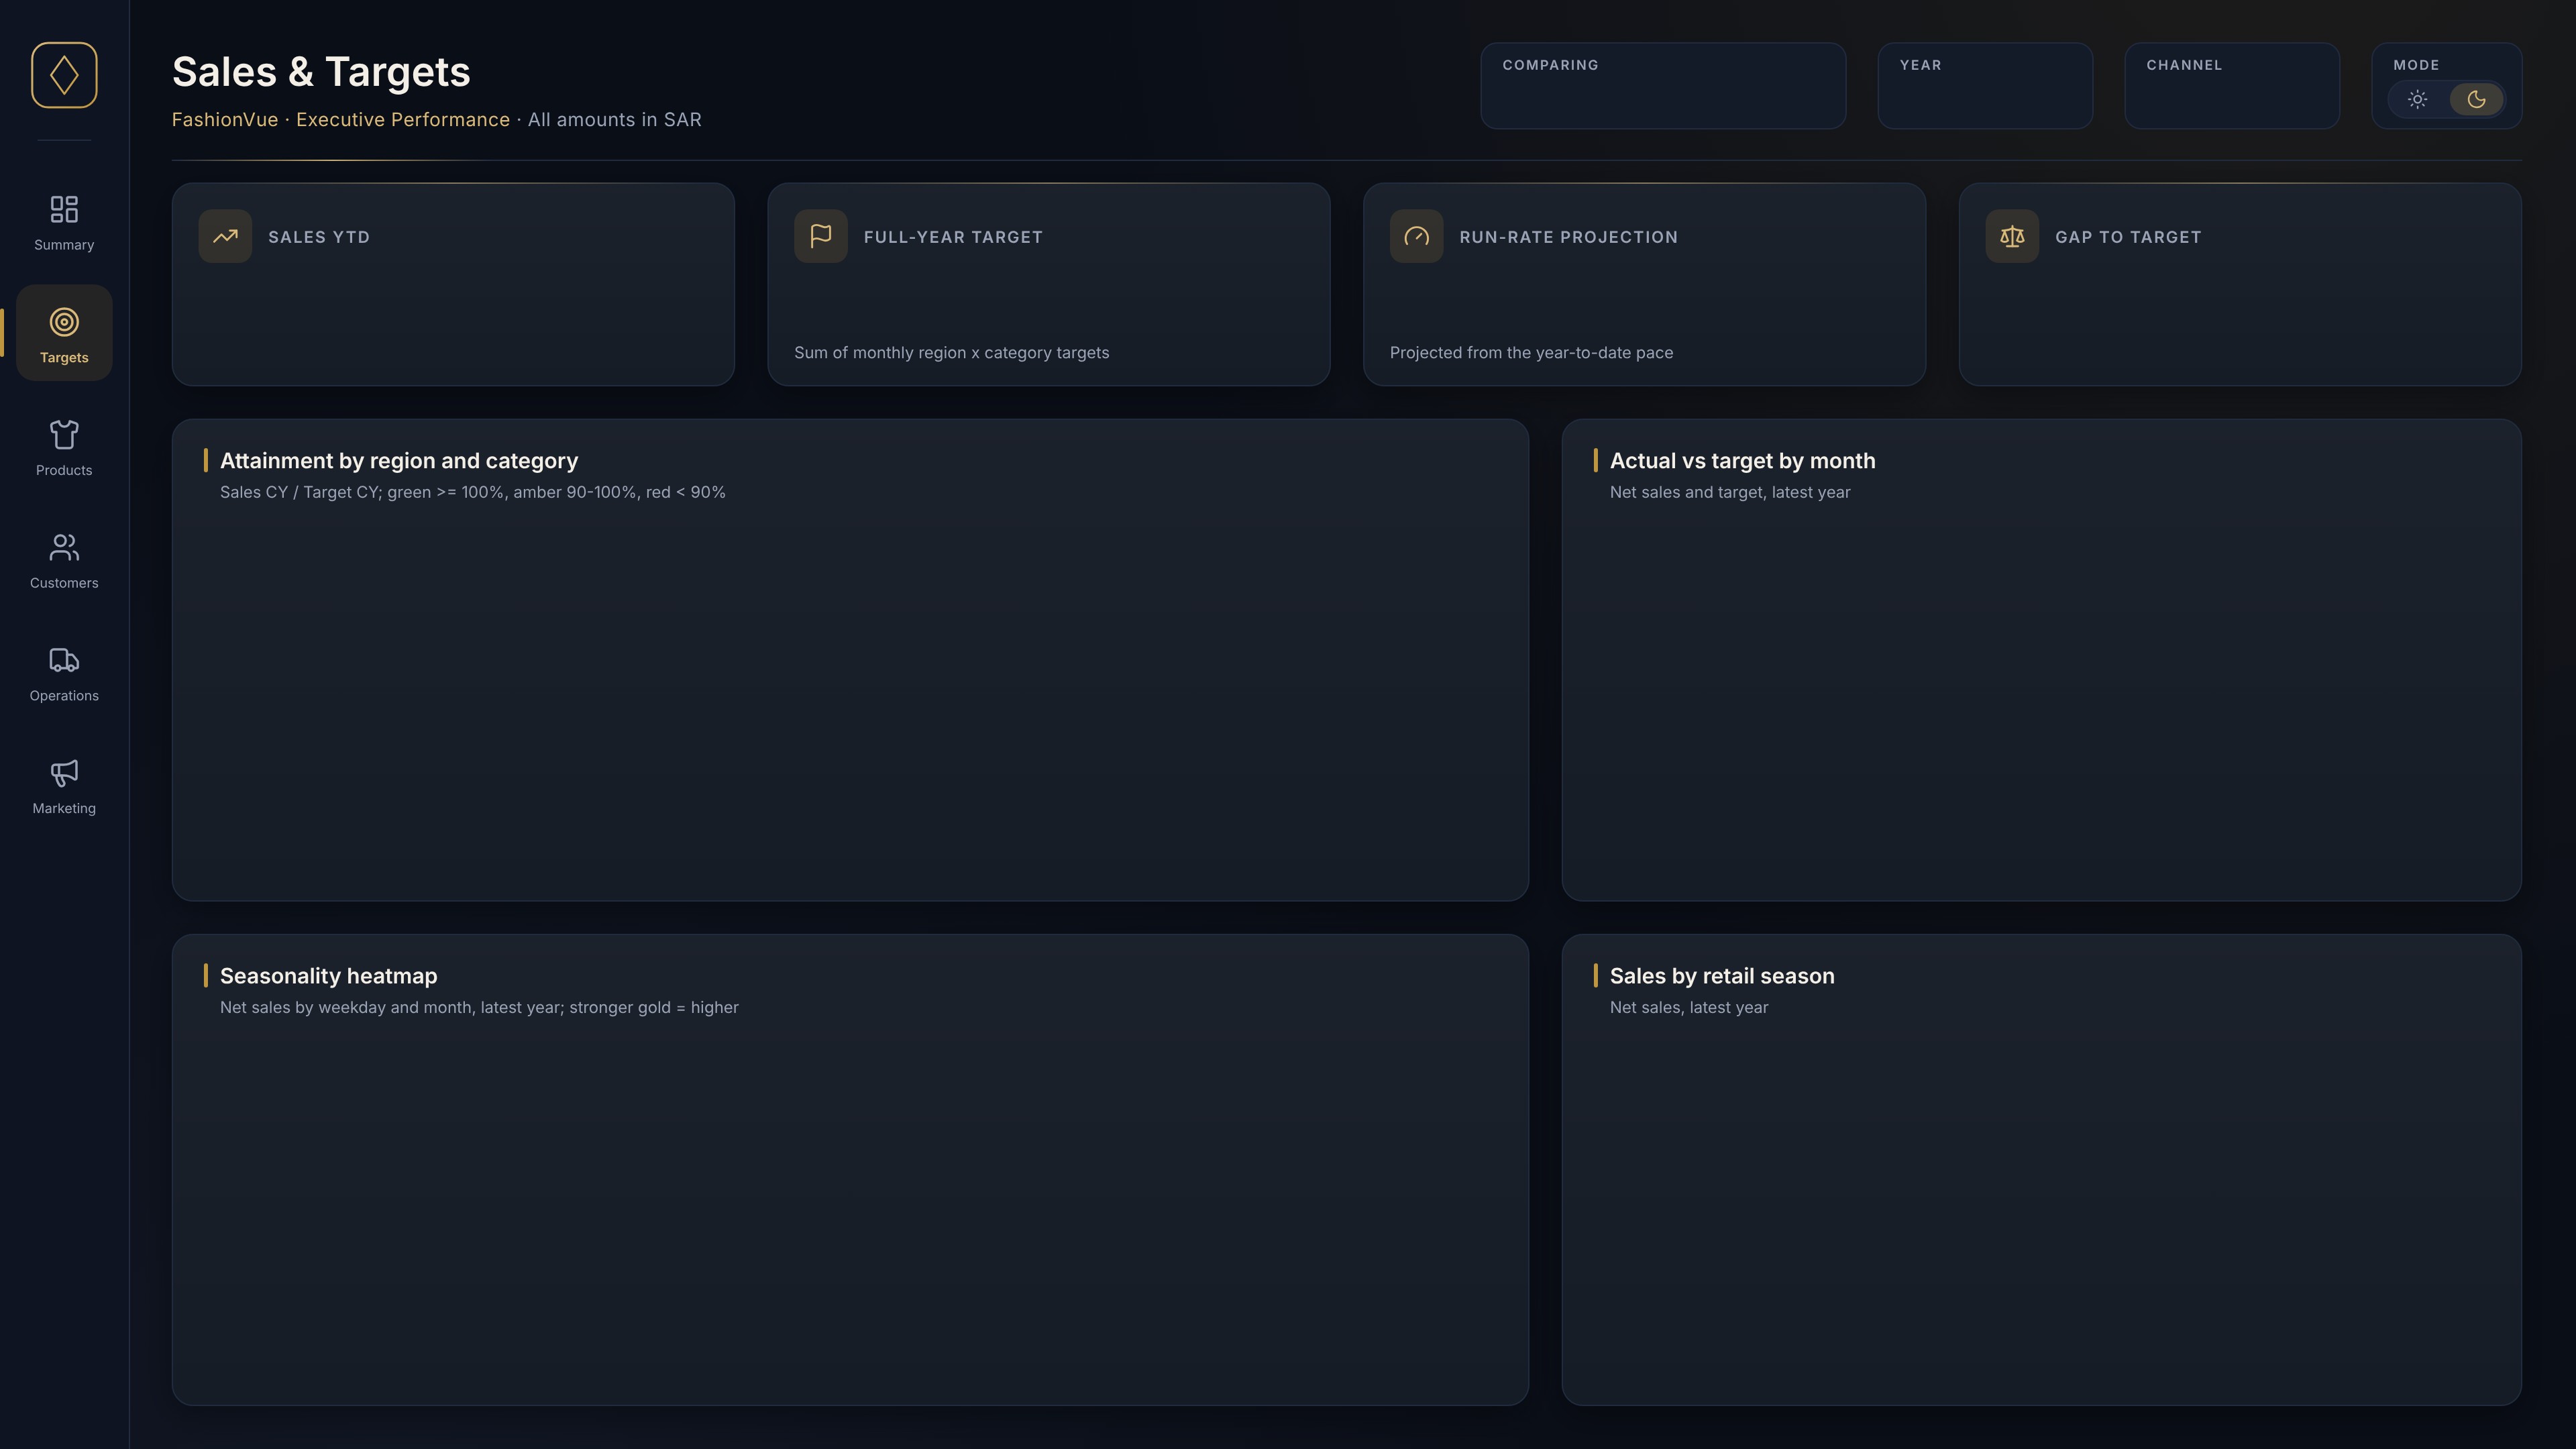 Sales & Targets
FashionVue · Executive Performance · All amounts in SAR
COMPARING
YEAR
CHANNEL
MODE
Summary
Targets
Products
Customers
Operations
Marketing
SALES YTD
FULL-YEAR TARGET
Sum of monthly region x category targets
RUN-RATE PROJECTION
Projected from the year-to-date pace
GAP TO TARGET
Attainment by region and category
Sales CY / Target CY; green >= 100%, amber 90-100%, red < 90%
Actual vs target by month
Net sales and target, latest year
Seasonality heatmap
Net sales by weekday and month, latest year; stronger gold = higher
Sales by retail season
Net sales, latest year